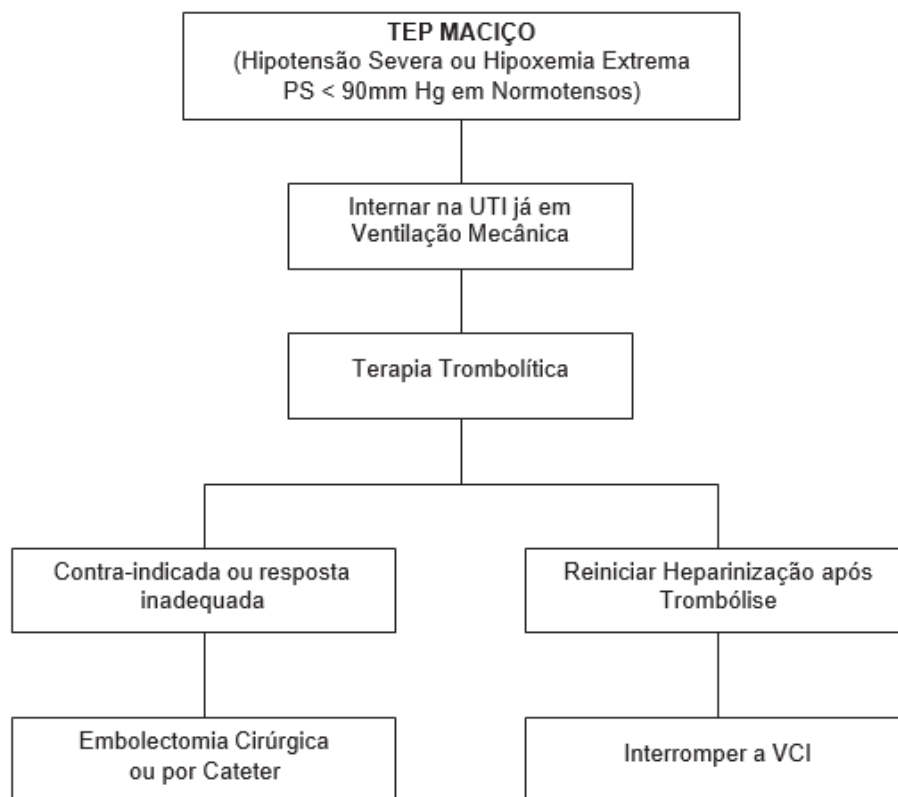 TEP MACIÇO
(Hipotensão Severa ou Hipoxemia Extrema
PS < 90mm Hg em Normotensos)
Internar na UTI já em
Ventilação Mecânica
Terapia Trombolítica
Contra-indicada ou resposta
inadequada
Reiniciar Heparinização após
Trombólise
Embolectomia Cirúrgica
ou por Cateter
Interromper a VCI